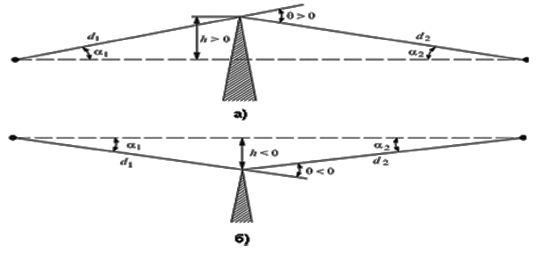 θ > 0
d₁
h > 0
d₂
α₁
α₂
а)
α₁
h < 0
α₂
d₁
θ < 0
d₂
б)